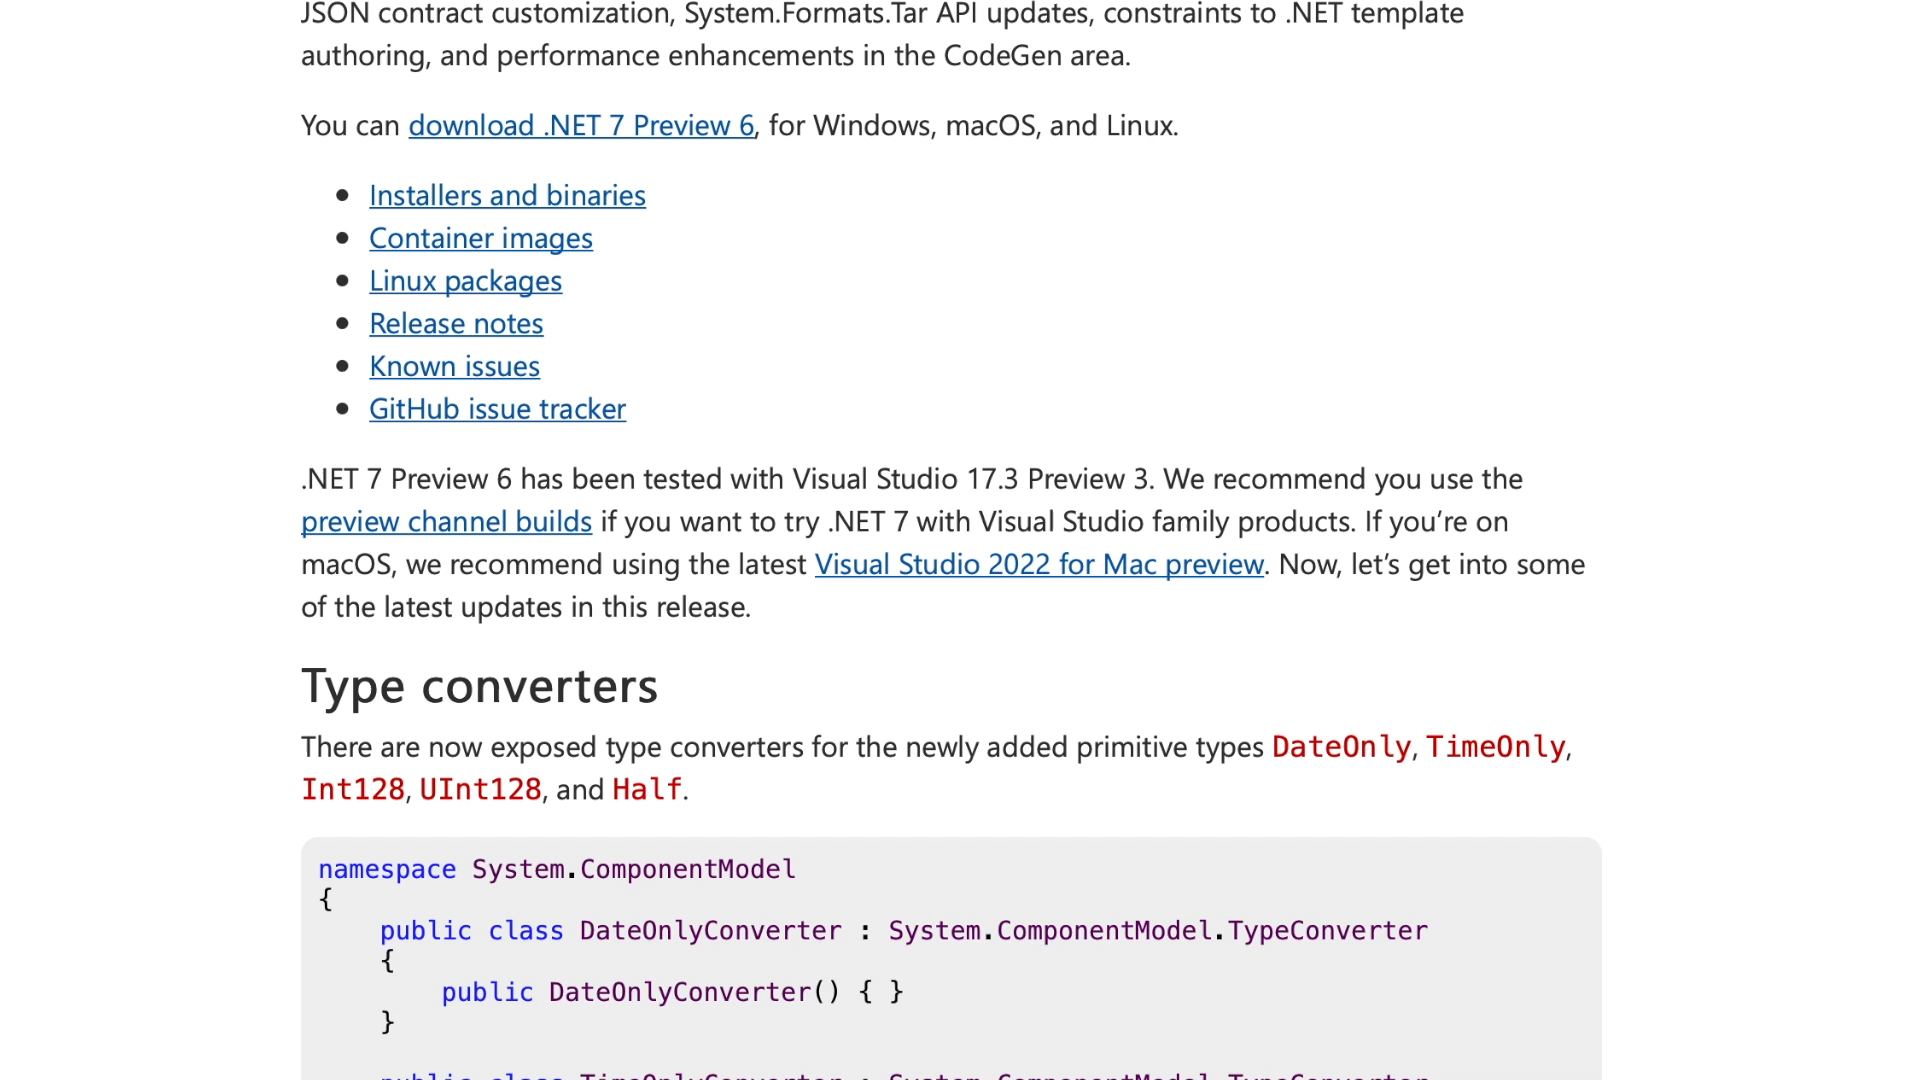 JSON contract customization, System.Formats.Tar API updates, constraints to .NET template
authoring, and performance enhancements in the CodeGen area.
You can download .NET 7 Preview 6, for Windows, macOS, and Linux.
• Installers and binaries
• Container images
• Linux packages
• Release notes
• Known issues
• GitHub issue tracker
.NET 7 Preview 6 has been tested with Visual Studio 17.3 Preview 3. We recommend you use the
preview channel builds if you want to try .NET 7 with Visual Studio family products. If you’re on
macOS, we recommend using the latest Visual Studio 2022 for Mac preview. Now, let’s get into some
of the latest updates in this release.
Type converters
There are now exposed type converters for the newly added primitive types DateOnly, TimeOnly,
Int128, UInt128, and Half.
namespace System.ComponentModel
{
    public class DateOnlyConverter : System.ComponentModel.TypeConverter
    {
        public DateOnlyConverter() { }
    }
    public class TimeOnlyConverter : System.ComponentModel.TypeConverter